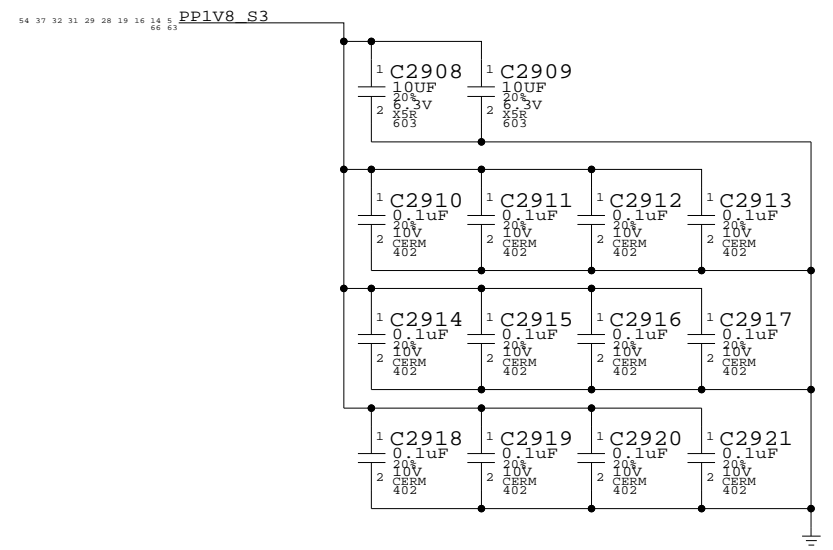 54 37 32 31 29 28 19 16 14 5 PP1V8_S3
66 63
1 C2908 1 C2909
10UF 10UF
20% 20%
6.3V 6.3V
2 X5R 2 X5R
603 603
1 C2910 1 C2911 1 C2912 1 C2913
0.1uF 0.1uF 0.1uF 0.1uF
20% 20% 20% 20%
10V 10V 10V 10V
2 CERM 2 CERM 2 CERM 2 CERM
402 402 402 402
1 C2914 1 C2915 1 C2916 1 C2917
0.1uF 0.1uF 0.1uF 0.1uF
20% 20% 20% 20%
10V 10V 10V 10V
2 CERM 2 CERM 2 CERM 2 CERM
402 402 402 402
1 C2918 1 C2919 1 C2920 1 C2921
0.1uF 0.1uF 0.1uF 0.1uF
20% 20% 20% 20%
10V 10V 10V 10V
2 CERM 2 CERM 2 CERM 2 CERM
402 402 402 402